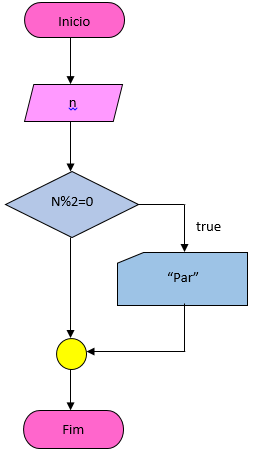 Inicio
n
N%2=0
true
“Par”
Fim